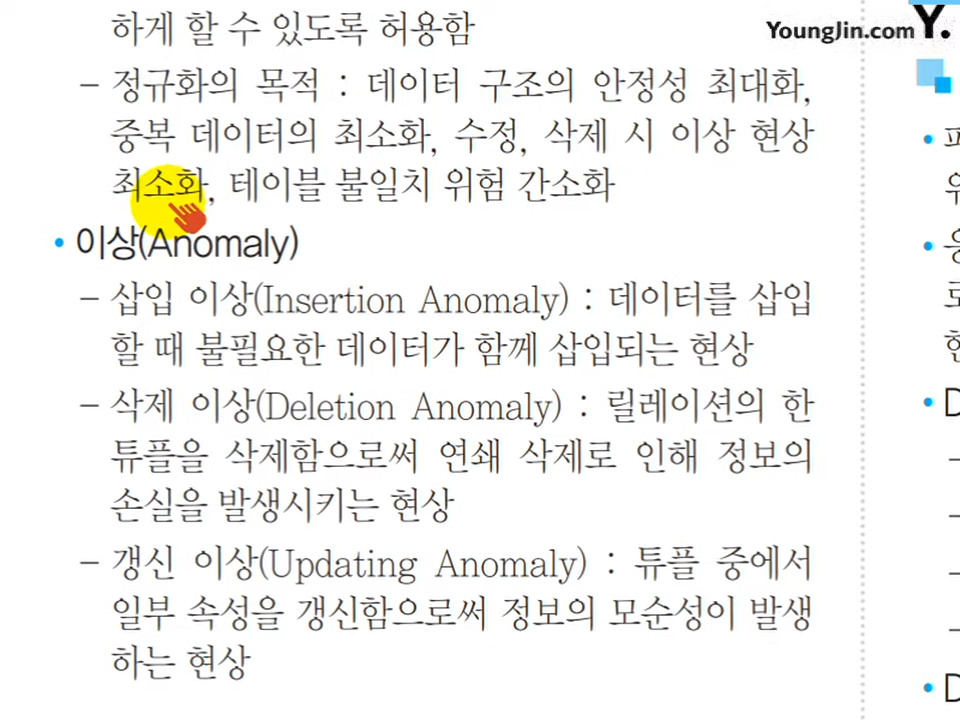 하게 할 수 있도록 허용함
YoungJin.com Y.
– 정규화의 목적 : 데이터 구조의 안정성 최대화,
중복 데이터의 최소화, 수정, 삭제 시 이상 현상
최소화, 테이블 불일치 위험 간소화
• 이상(Anomaly)
– 삽입 이상(Insertion Anomaly) : 데이터를 삽입
할 때 불필요한 데이터가 함께 삽입되는 현상
– 삭제 이상(Deletion Anomaly) : 릴레이션의 한
튜플을 삭제함으로써 연쇄 삭제로 인해 정보의
손실을 발생시키는 현상
– 갱신 이상(Updating Anomaly) : 튜플 중에서
일부 속성을 갱신함으로써 정보의 모순성이 발생
하는 현상